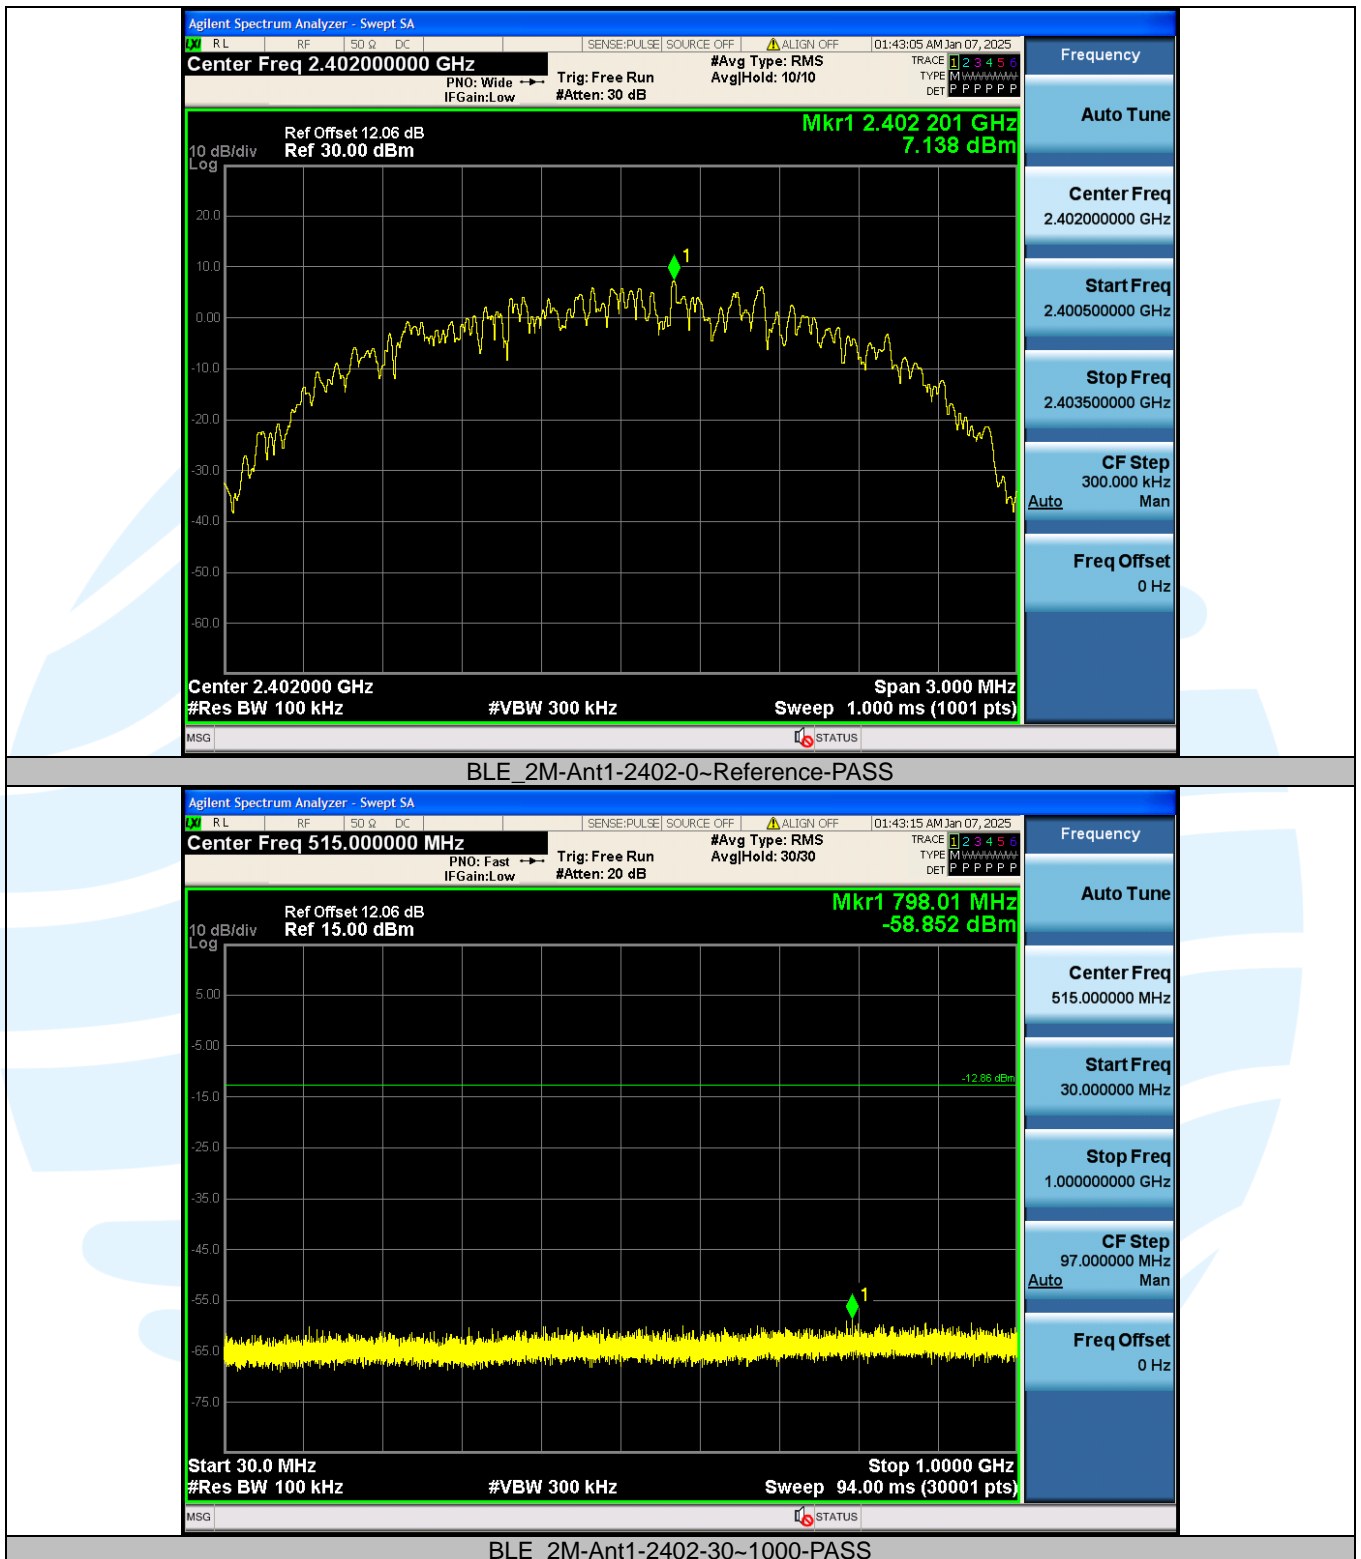 Agilent Spectrum Analyzer - Swept SA
LXI RL RF 50 Ω DC SENSE:PULSE SOURCE OFF ALIGN OFF 01:43:05 AM Jan 07, 2025
Center Freq 2.402000000 GHz
PNO: Wide
IFGain:Low
Trig: Free Run
#Atten: 30 dB
#Avg Type: RMS
Avg|Hold: 10/10
TRACE 1 2 3 4 5 6
TYPE M WWWWW
DET P P P P P P
Mkr1 2.402 201 GHz
7.138 dBm
Ref Offset 12.06 dB
10 dB/div Ref 30.00 dBm
Log
20.0
10.0
0.00
-10.0
-20.0
-30.0
-40.0
-50.0
-60.0
1
Center 2.402000 GHz Span 3.000 MHz
#Res BW 100 kHz #VBW 300 kHz Sweep 1.000 ms (1001 pts)
MSG STATUS
Frequency
Auto Tune
Center Freq
2.402000000 GHz
Start Freq
2.400500000 GHz
Stop Freq
2.403500000 GHz
CF Step
300.000 kHz
Auto Man
Freq Offset
0 Hz
BLE_2M-Ant1-2402-0~Reference-PASS
Agilent Spectrum Analyzer - Swept SA
LXI RL RF 50 Ω DC SENSE:PULSE SOURCE OFF ALIGN OFF 01:43:15 AM Jan 07, 2025
Center Freq 515.000000 MHz
PNO: Fast
IFGain:Low
Trig: Free Run
#Atten: 20 dB
#Avg Type: RMS
Avg|Hold: 30/30
TRACE 1 2 3 4 5 6
TYPE M WWWWW
DET P P P P P P
Mkr1 798.01 MHz
-58.852 dBm
Ref Offset 12.06 dB
10 dB/div Ref 15.00 dBm
Log
5.00
-5.00
-15.0
-25.0
-35.0
-45.0
-55.0
-65.0
-75.0
-12.86 dBm
1
Start 30.0 MHz Stop 1.0000 GHz
#Res BW 100 kHz #VBW 300 kHz Sweep 94.00 ms (30001 pts)
MSG STATUS
Frequency
Auto Tune
Center Freq
515.000000 MHz
Start Freq
30.000000 MHz
Stop Freq
1.000000000 GHz
CF Step
97.000000 MHz
Auto Man
Freq Offset
0 Hz
BLE_2M-Ant1-2402-30~1000-PASS